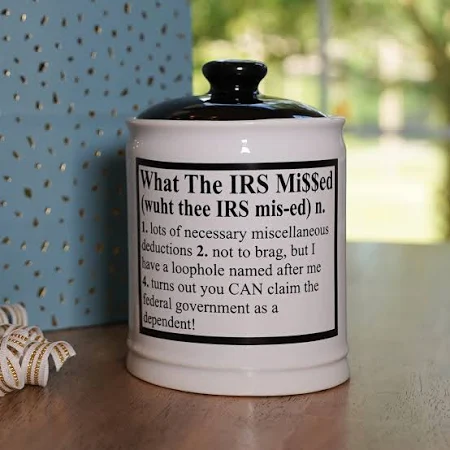 What The IRS Mi$$ed
(wuht thee IRS mis-ed) n.
1. lots of necessary miscellaneous
deductions 2. not to brag, but I
have a loophole named after me
4. turns out you CAN claim the
federal government as a
dependent!